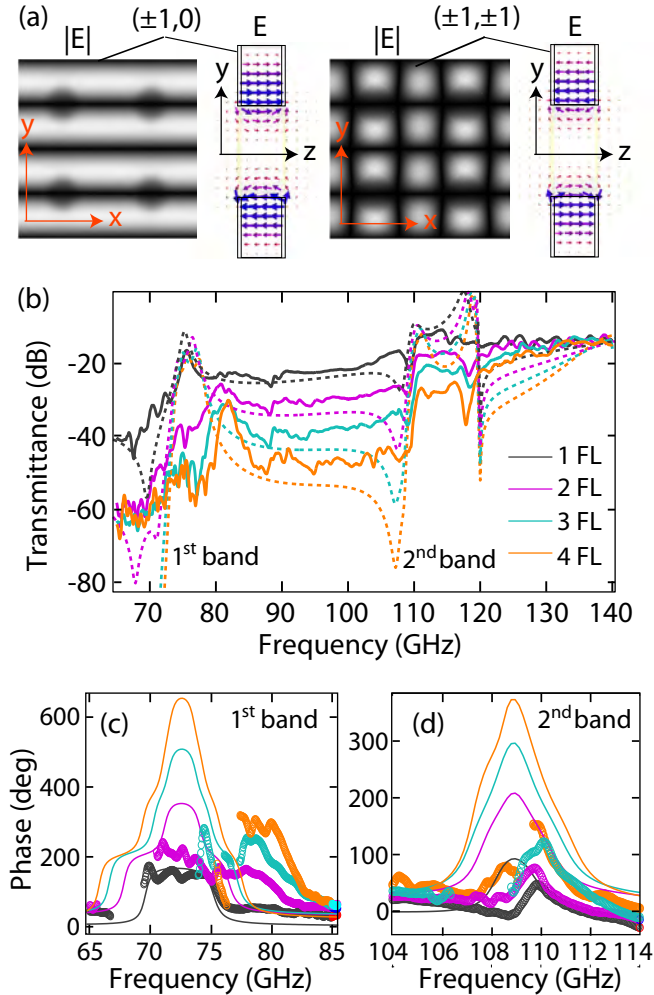 (a)
|E|
(±1,0)
E
|E|
(±1,±1)
E
y
y
x
z
y
y
x
z
(b)
Transmittance (dB)
-20
-40
-60
-80
1st band
2nd band
1 FL
2 FL
3 FL
4 FL
70 80 90 100 110 120 130 140
Frequency (GHz)
Phase (deg)
600
400
200
0
(c)
1st band
65 70 75 80 85
Frequency (GHz)
300
200
100
0
(d)
2nd band
104 106 108 110 112 114
Frequency (GHz)